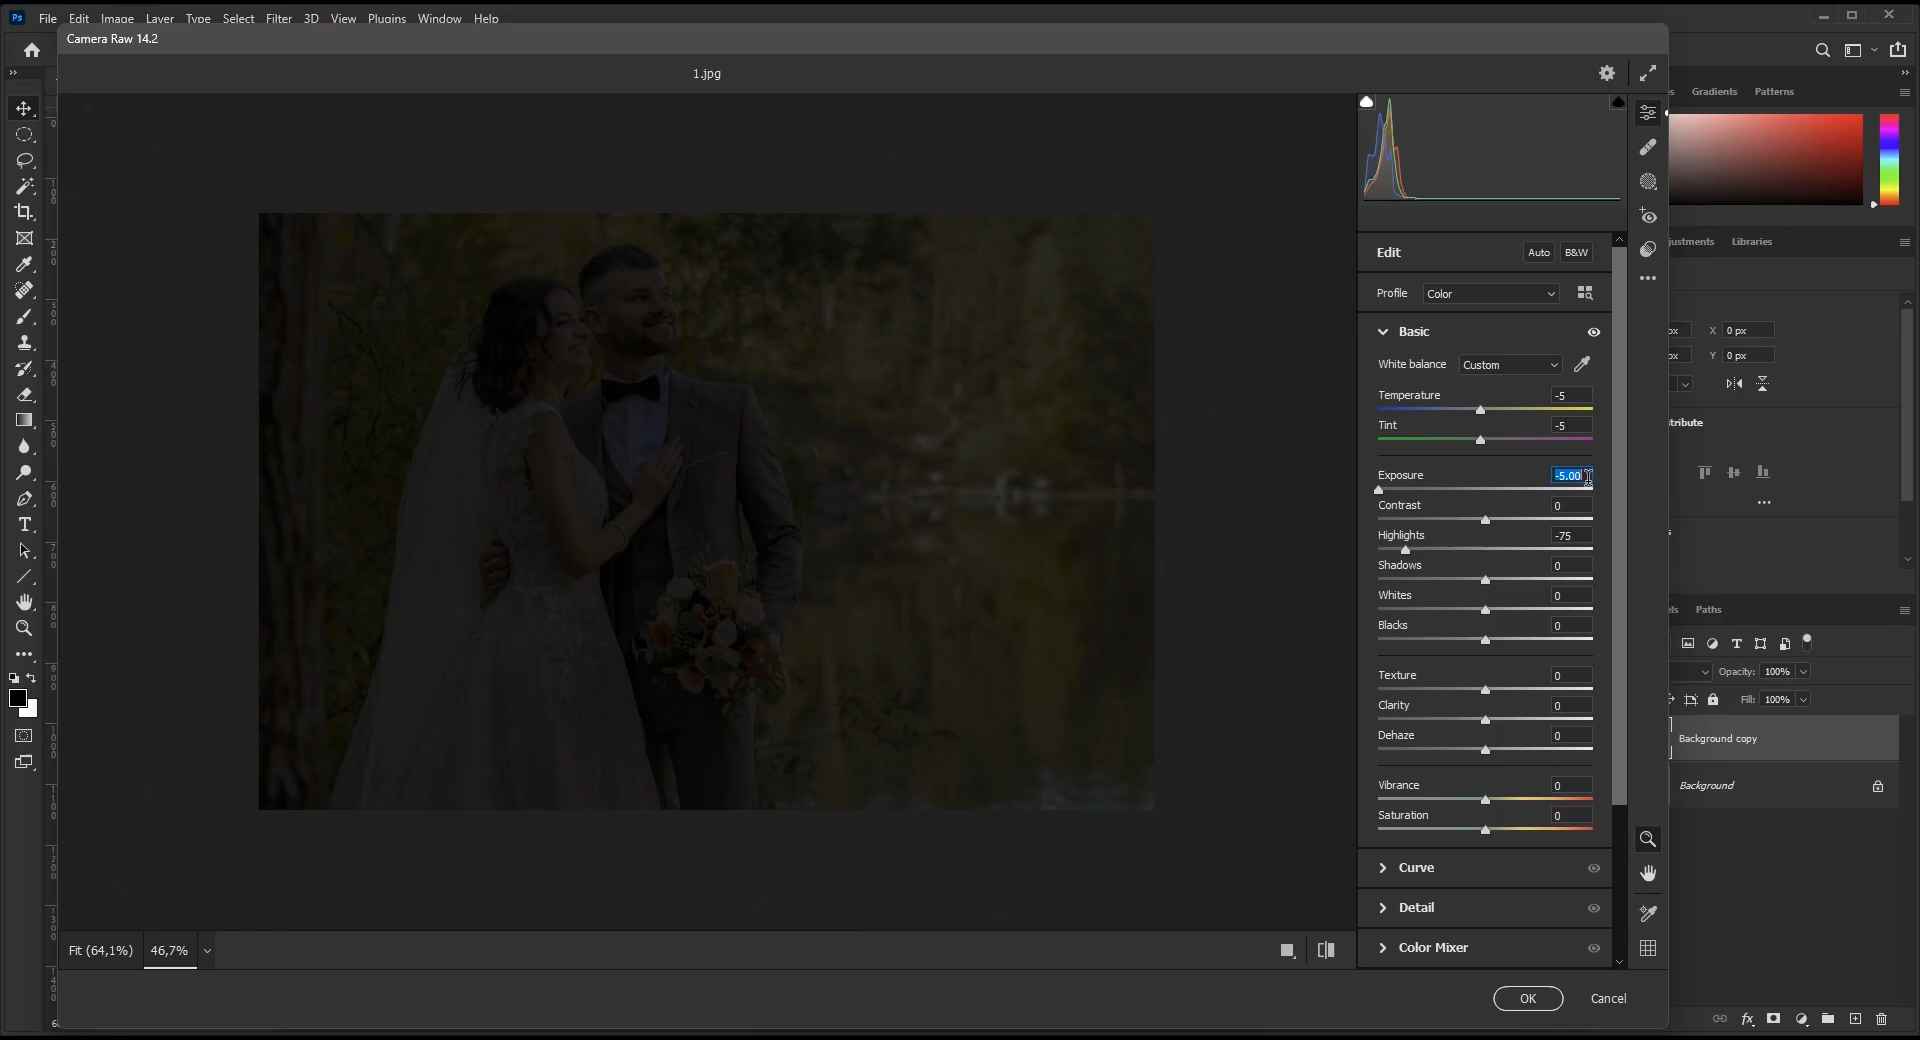 Ps File Edit Image Layer Type Select Filter 3D View Plugins Window Help
Camera Raw 14.2
1.jpg
Gradients Patterns
Edit Auto B&W
Libraries
Profile Color
Basic
White balance Custom
X 0 px
Y 0 px
Temperature -5
Tint -5
Exposure -5.00
Contrast 0
Highlights -75
Shadows 0
Whites 0
Blacks 0
Texture 0
Clarity 0
Dehaze 0
Vibrance 0
Saturation 0
Curve
Detail
Color Mixer
Paths
Opacity: 100%
Fill: 100%
Background copy
Background
Fit (64,1%) 46,7%
OK Cancel